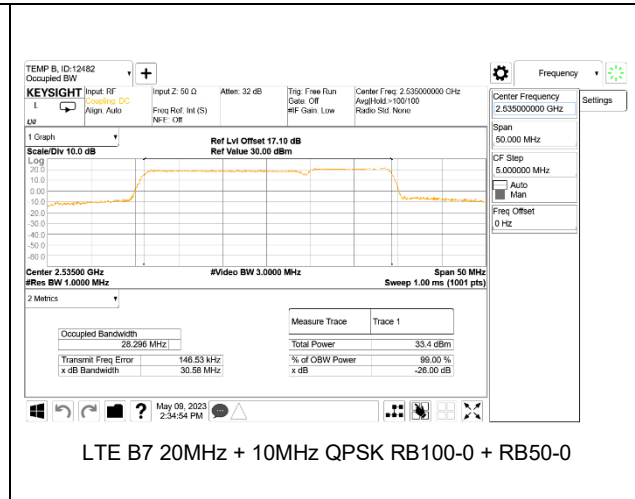 TEMP B, ID:12482
Occupied BW
Frequency
KEYSIGHT Input: RF Input Z: 50 Ω Atten: 32 dB Trig: Free Run Center Freq: 2.535000000 GHz
L Coupling: DC Gate: Off Avg|Hold:>100/100
Align: Auto Freq Ref: Int (S) #IF Gain: Low Radio Std: None
NFE: Off
Center Frequency
2.535000000 GHz
Settings
Span
50.000 MHz
CF Step
5.000000 MHz
Auto
Man
Freq Offset
0 Hz
1 Graph
Ref Lvl Offset 17.10 dB
Scale/Div 10.0 dB Ref Value 30.00 dBm
Log
20.0
10.0
0.00
-10.0
-20.0
-30.0
-40.0
-50.0
-60.0
Center 2.53500 GHz #Video BW 3.0000 MHz Span 50 MHz
#Res BW 1.0000 MHz Sweep 1.00 ms (1001 pts)
2 Metrics
Measure Trace Trace 1
Occupied Bandwidth
28.296 MHz Total Power 33.4 dBm
Transmit Freq Error 146.53 kHz % of OBW Power 99.00 %
x dB Bandwidth 30.58 MHz x dB -26.00 dB
May 09, 2023
2:34:54 PM
LTE B7 20MHz + 10MHz QPSK RB100-0 + RB50-0